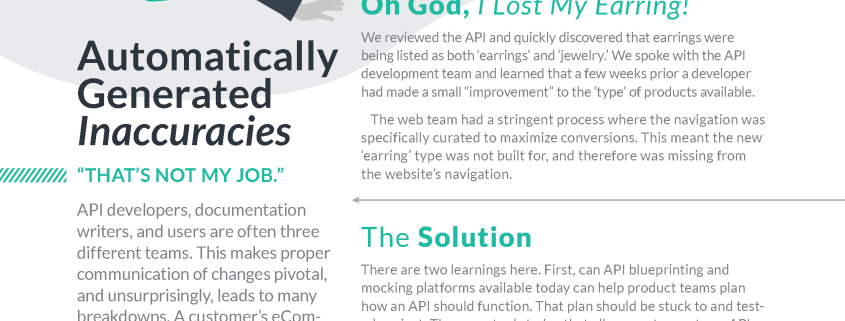 Automatically
Generated
Inaccuracies
“THAT’S NOT MY JOB.”
API developers, documentation
writers, and users are often three
different teams. This makes proper
communication of changes pivotal,
and unsurprisingly, leads to many
breakdowns. A customer’s eCom-
Oh God, I Lost My Earring!
We reviewed the API and quickly discovered that earrings were
being listed as both ‘earrings’ and ‘jewelry.’ We spoke with the API
development team and learned that a few weeks prior a developer
had made a small “improvement” to the ‘type’ of products available.
The web team had a stringent process where the navigation was
specifically curated to maximize conversions. This meant the new
‘earring’ type was not built for, and therefore was missing from
the website’s navigation.
The Solution
There are two learnings here. First, can API blueprinting and
mocking platforms available today can help product teams plan
how an API should function. That plan should be stuck to and test-